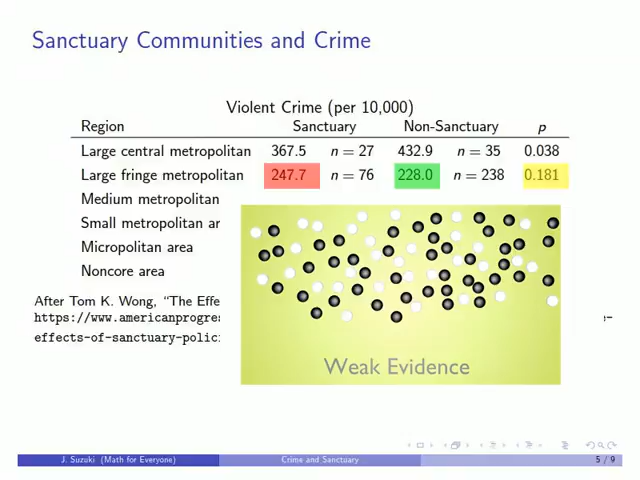 Sanctuary Communities and Crime
Violent Crime (per 10,000)
Region Sanctuary Non-Sanctuary p
Large central metropolitan 367.5 n = 27 432.9 n = 35 0.038
Large fringe metropolitan 247.7 n = 76 228.0 n = 238 0.181
Medium metropolitan
Small metropolitan ar
Micropolitan area
Noncore area
After Tom K. Wong, “The Effe
https://www.americanprogre e-
effects-of-sanctuary-polici
Weak Evidence
J. Suzuki (Math for Everyone) Crime and Sanctuary 5 / 9